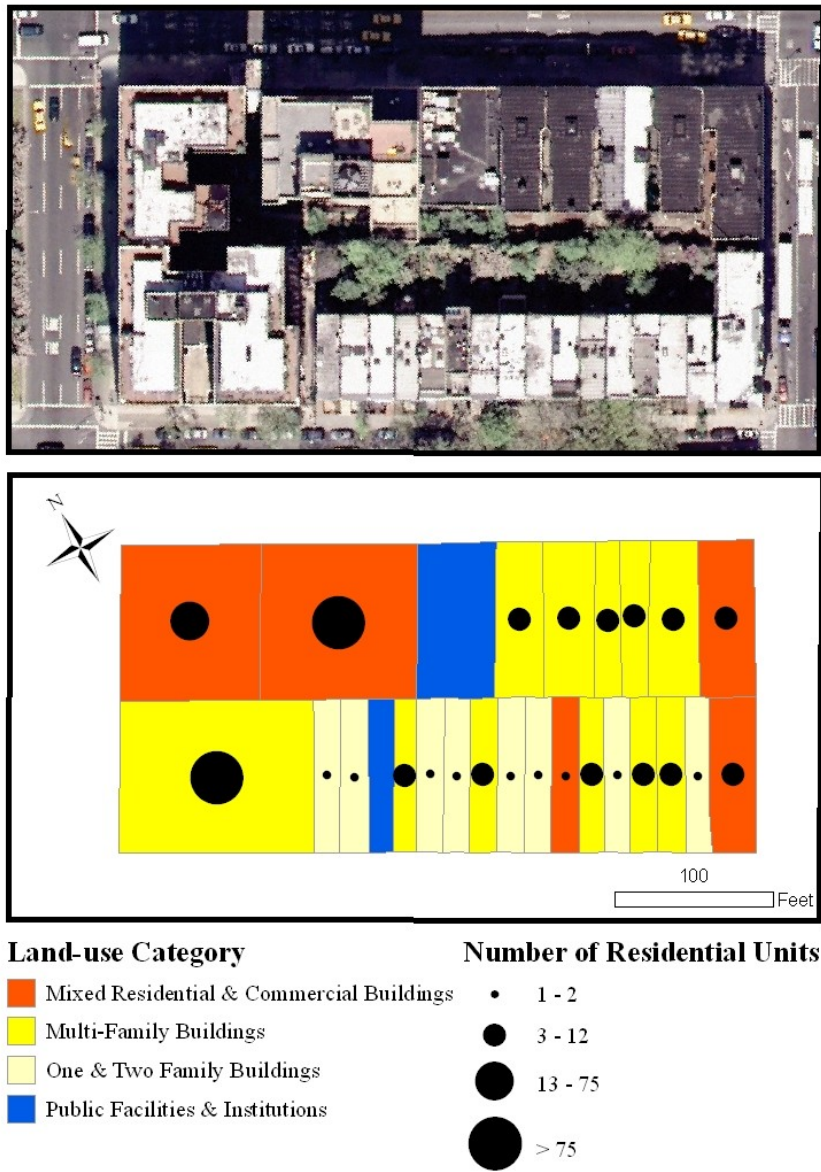 N
100
Feet
Land-use Category
Mixed Residential & Commercial Buildings
Multi-Family Buildings
One & Two Family Buildings
Public Facilities & Institutions
Number of Residential Units
1 - 2
3 - 12
13 - 75
> 75